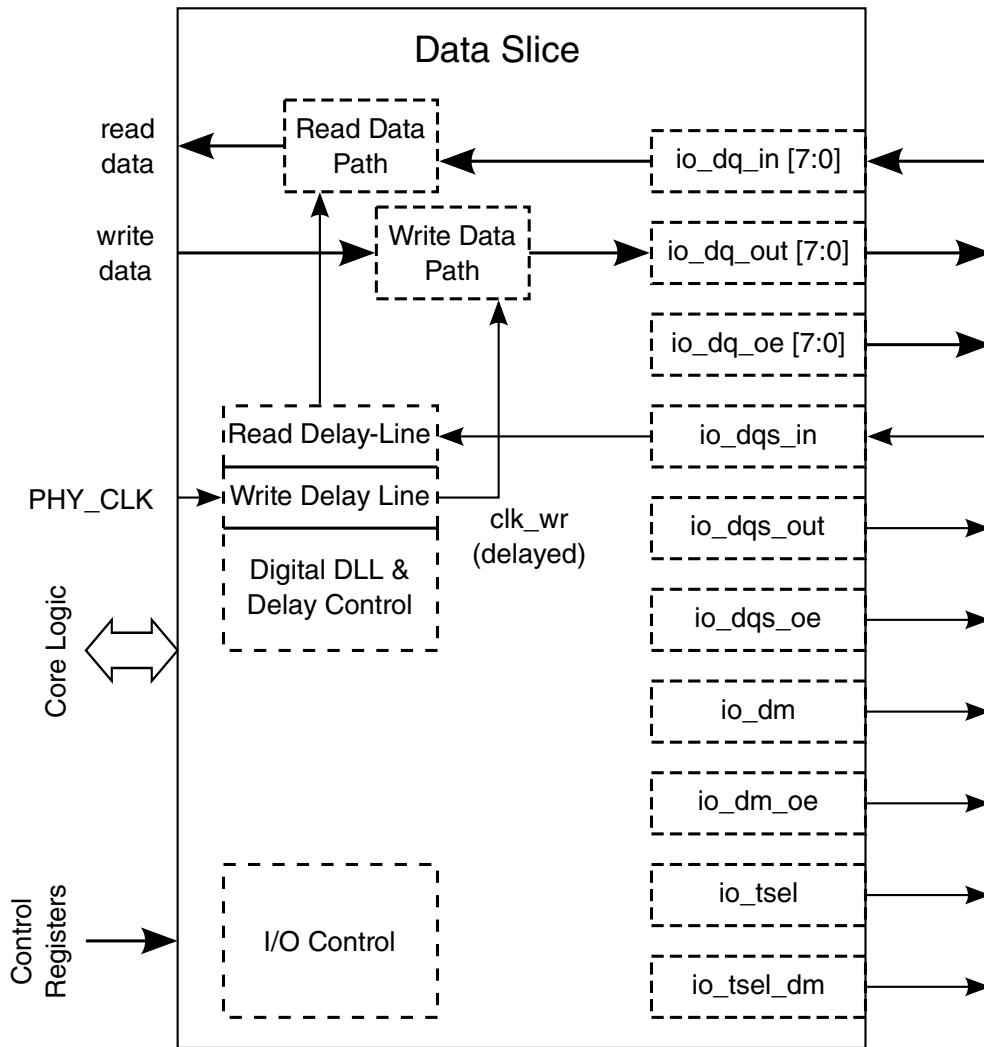 Data Slice
read
data
Read Data
Path
io_dq_in [7:0]
write
data
Write Data
Path
io_dq_out [7:0]
io_dq_oe [7:0]
Read Delay-Line
io_dqs_in
PHY_CLK
Write Delay Line
clk_wr
(delayed)
io_dqs_out
Digital DLL &
Delay Control
io_dqs_oe
Core Logic
io_dm
io_dm_oe
io_tsel
Control
Registers
I/O Control
io_tsel_dm